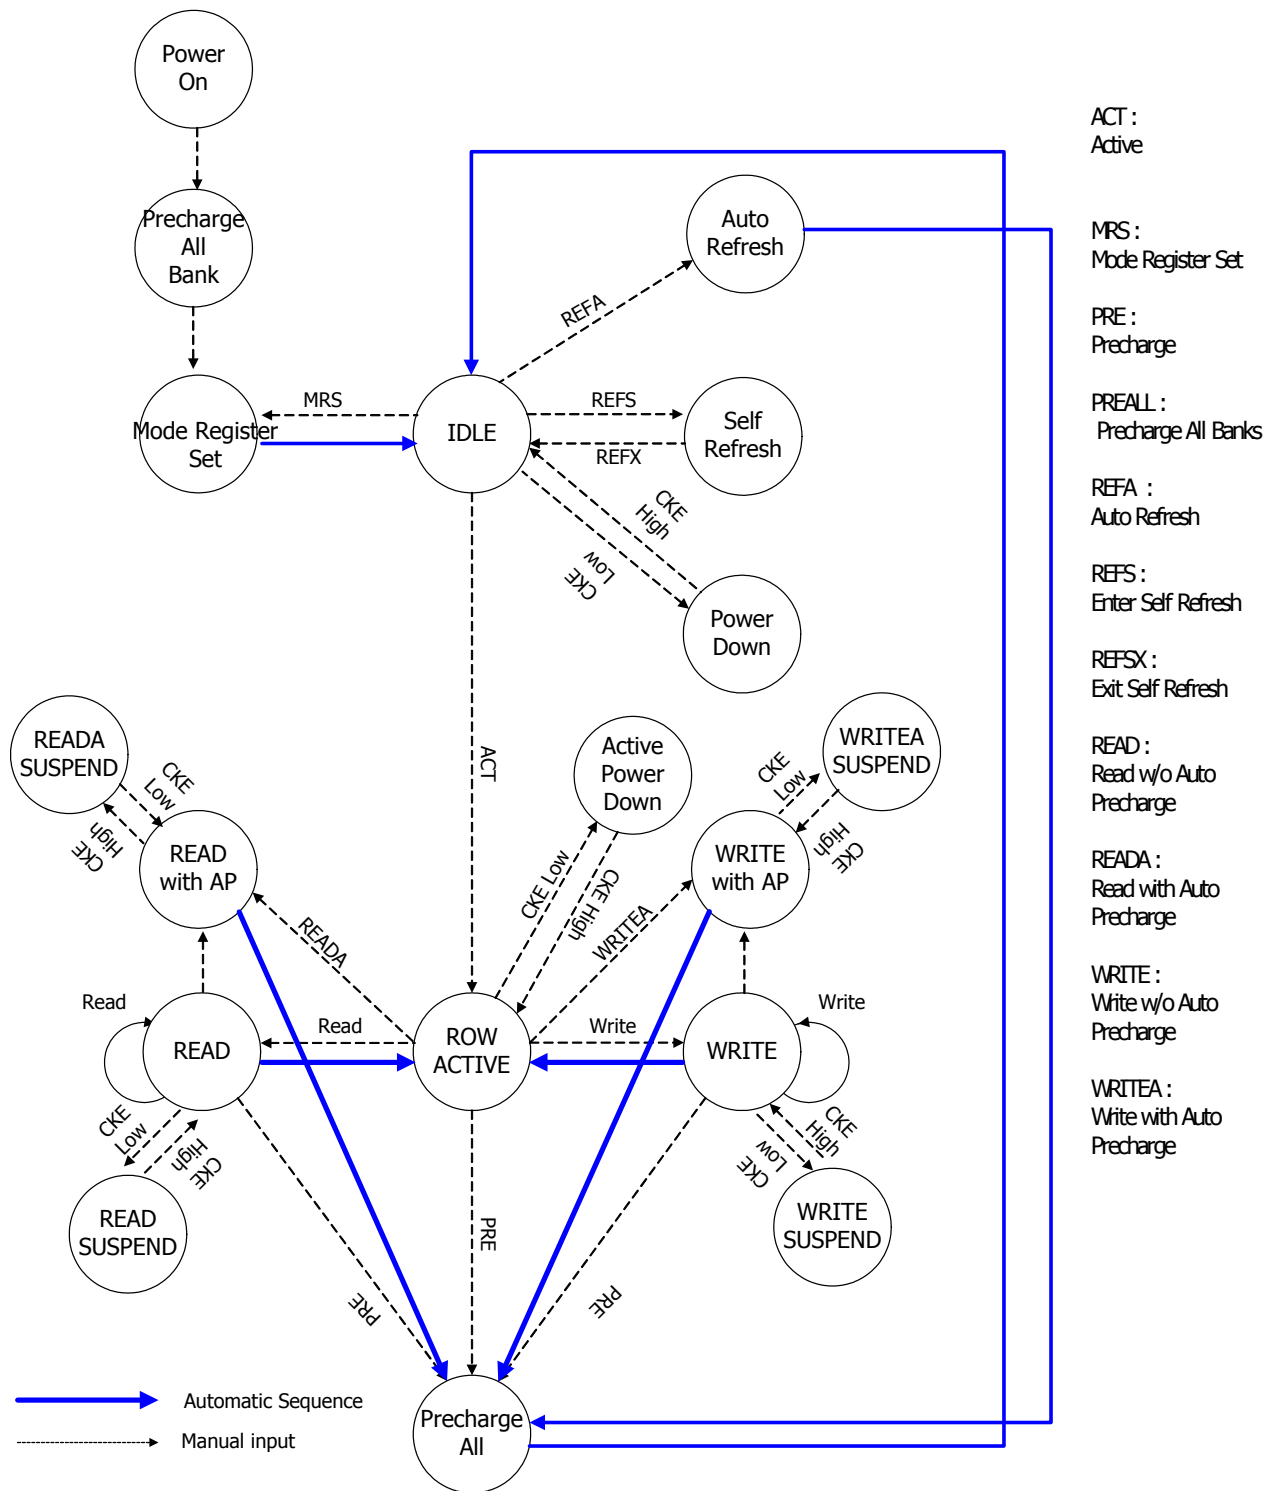 Power
On
Precharge
All
Bank
Mode Register
Set
MRS
IDLE
REFA
Auto
Refresh
REFS
REFX
Self
Refresh
CKE
High
CKE
Low
Power
Down
ACT
READA
SUSPEND
CKE
Low
CKE
High
READ
with AP
READA
Active
Power
Down
CKE Low
CKE High
WRITEA
WRITEA
SUSPEND
CKE
Low
CKE
High
WRITE
with AP
Read
READ
Read
ROW
ACTIVE
Write
WRITE
Write
CKE
Low
CKE
High
READ
SUSPEND
CKE
High
CKE
Low
WRITE
SUSPEND
PRE
PRE
PRE
Precharge
All
Automatic Sequence
Manual input
ACT :
Active
MRS :
Mode Register Set
PRE :
Precharge
PREALL :
Precharge All Banks
REFA :
Auto Refresh
REFS :
Enter Self Refresh
REFSX :
Exit Self Refresh
READ :
Read w/o Auto
Precharge
READA :
Read with Auto
Precharge
WRITE :
Write w/o Auto
Precharge
WRITEA :
Write with Auto
Precharge